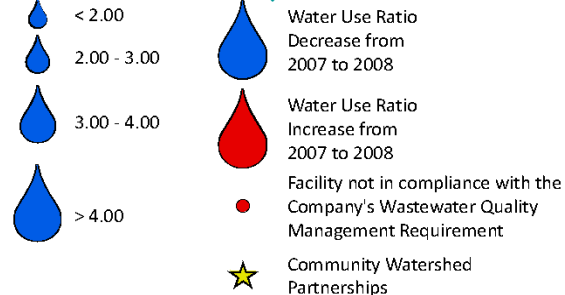 < 2.00
2.00 - 3.00
3.00 - 4.00
> 4.00
Water Use Ratio
Decrease from
2007 to 2008
Water Use Ratio
Increase from
2007 to 2008
Facility not in compliance with the
Company's Wastewater Quality
Management Requirement
Community Watershed
Partnerships